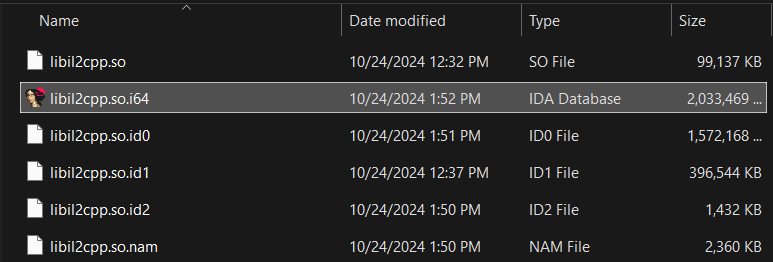 Name Date modified Type Size
libil2cpp.so 10/24/2024 12:32 PM SO File 99,137 KB
libil2cpp.so.i64 10/24/2024 1:52 PM IDA Database 2,033,469 ...
libil2cpp.so.id0 10/24/2024 1:51 PM ID0 File 1,572,168 ...
libil2cpp.so.id1 10/24/2024 12:37 PM ID1 File 396,544 KB
libil2cpp.so.id2 10/24/2024 1:50 PM ID2 File 1,432 KB
libil2cpp.so.nam 10/24/2024 1:50 PM NAM File 2,360 KB